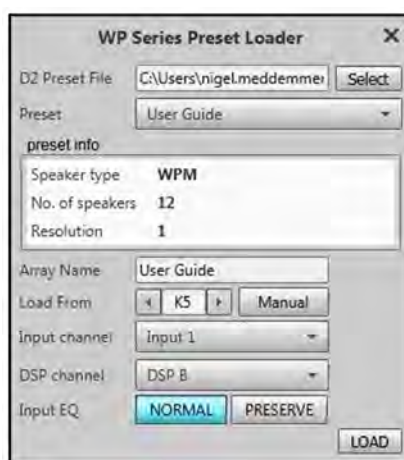 WP Series Preset Loader X
D2 Preset File C:\Users\nigel.meddemmer Select
Preset User Guide
preset info
Speaker type WPM
No. of speakers 12
Resolution 1
Array Name User Guide
Load From K5 Manual
Input channel Input 1
DSP channel DSP B
Input EQ NORMAL PRESERVE
LOAD